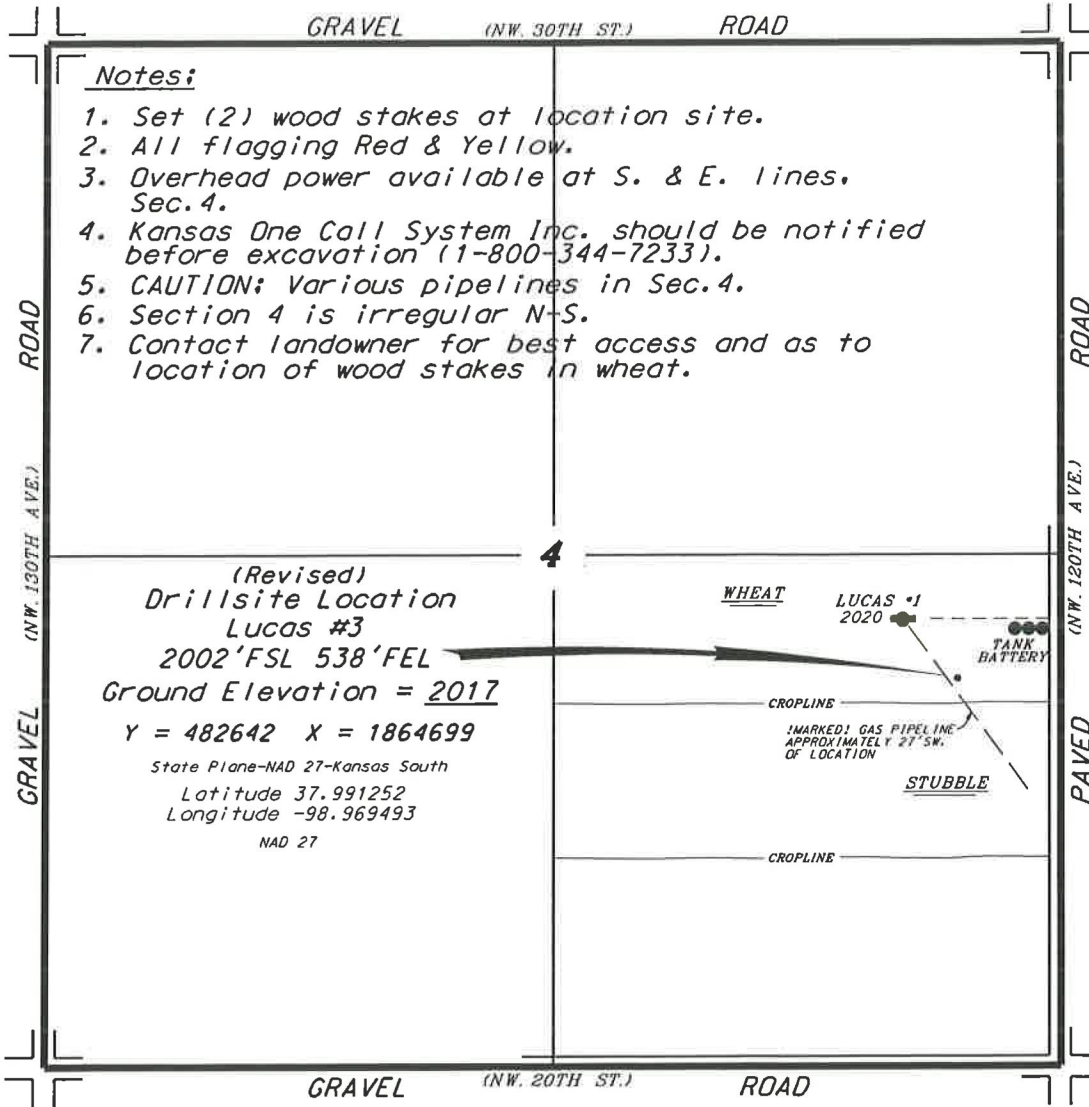 GRAVEL (NW. 30TH ST.) ROAD
Notes:
1. Set (2) wood stakes at location site.
2. All flagging Red & Yellow.
3. Overhead power available at S. & E. lines,
Sec. 4.
4. Kansas One Call System Inc. should be notified
before excavation (1-800-344-7233).
5. CAUTION: Various pipelines in Sec. 4.
6. Section 4 is irregular N-S.
7. Contact landowner for best access and as to
location of wood stakes in wheat.
GRAVEL (NW. 130TH AVE.) ROAD
PAVED (NW. 120TH AVE.) ROAD
4
(Revised)
Drillsite Location
Lucas #3
2002'FSL 538'FEL
Ground Elevation = 2017
Y = 482642 X = 1864699
State Plane-NAD 27-Kansas South
Latitude 37.991252
Longitude -98.969493
NAD 27
WHEAT
LUCAS #1
2020
TANK
BATTERY
CROPLINE
!MARKED! GAS PIPELINE
APPROXIMATELY 27'SW.
OF LOCATION
STUBBLE
CROPLINE
GRAVEL (NW. 20TH ST.) ROAD